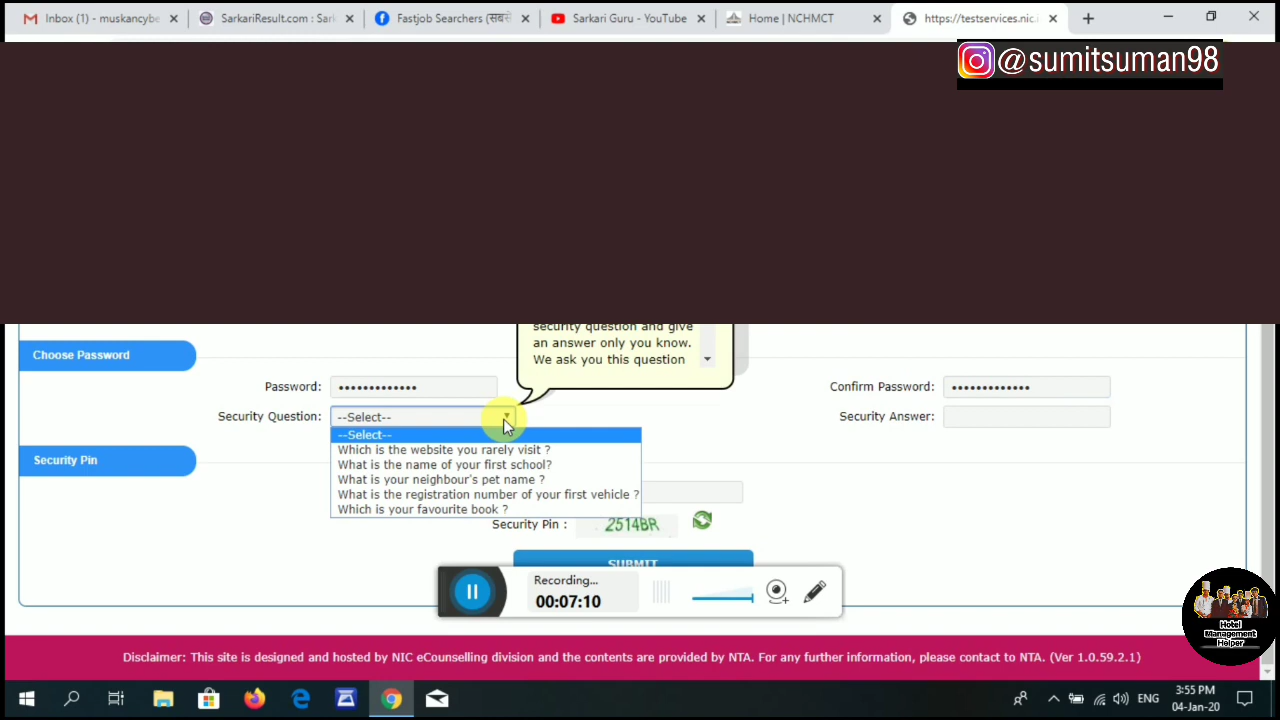 Inbox (1) - muskancybe
SarkariResult.com : Sark
Fastjob Searchers (सबसे
Sarkari Guru - YouTube
Home | NCHMCT
https://testservices.nic.
@sumitsuman98
security question and give
an answer only you know.
We ask you this question
Choose Password
Password: •••••••••••••
Confirm Password: •••••••••••••
Security Question: --Select--
Security Answer:
--Select--
Which is the website you rarely visit ?
What is the name of your first school?
What is your neighbour's pet name ?
What is the registration number of your first vehicle ?
Which is your favourite book ?
Security Pin
Security Pin : 2514BR
SUBMIT
Recording...
00:07:10
Hotel
Management
Helper
Disclaimer: This site is designed and hosted by NIC eCounselling division and the contents are provided by NTA. For any further information, please contact to NTA. (Ver 1.0.59.2.1)
ENG
3:55 PM
04-Jan-20